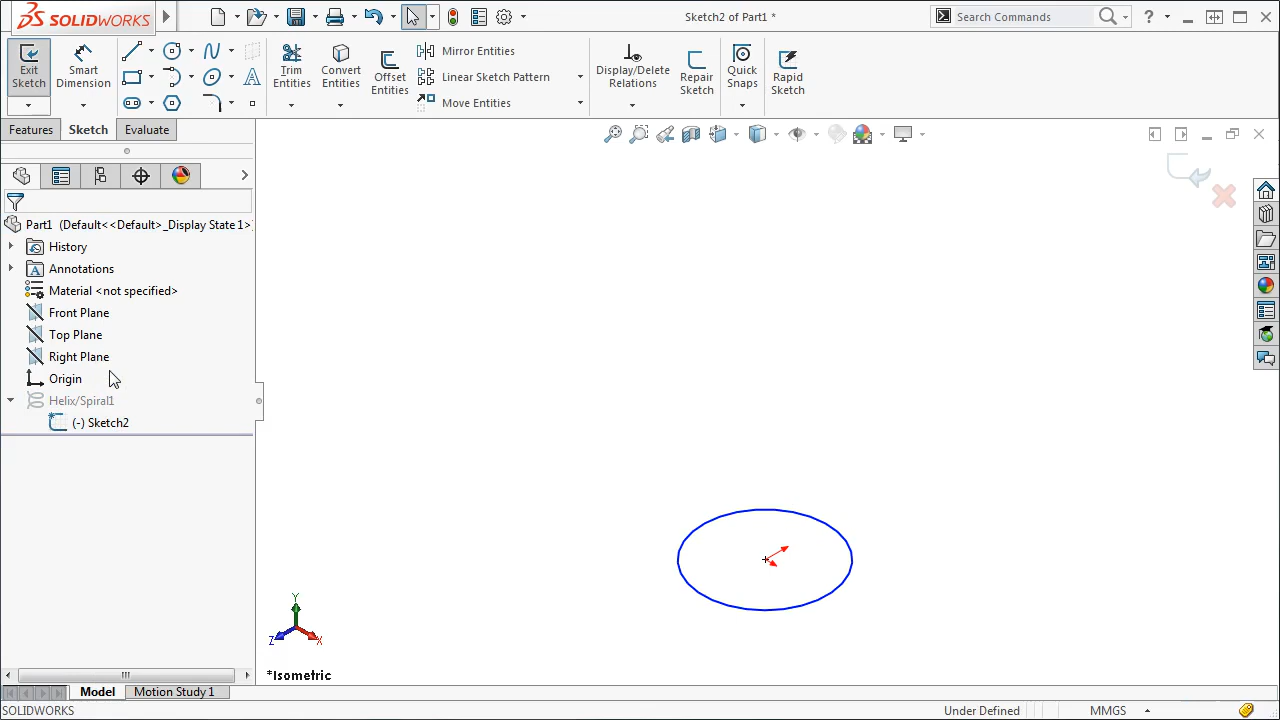 SOLIDWORKS
Sketch2 of Part1 *
Search Commands
?
Exit Sketch
Smart Dimension
Trim Entities
Convert Entities
Offset Entities
Mirror Entities
Linear Sketch Pattern
Move Entities
Display/Delete Relations
Repair Sketch
Quick Snaps
Rapid Sketch
Features
Sketch
Evaluate
Part1 (Default<<Default>_Display State 1>)
History
Annotations
Material <not specified>
Front Plane
Top Plane
Right Plane
Origin
Helix/Spiral1
(-) Sketch2
Y
Z
X
*Isometric
Model
Motion Study 1
SOLIDWORKS
Under Defined
MMGS